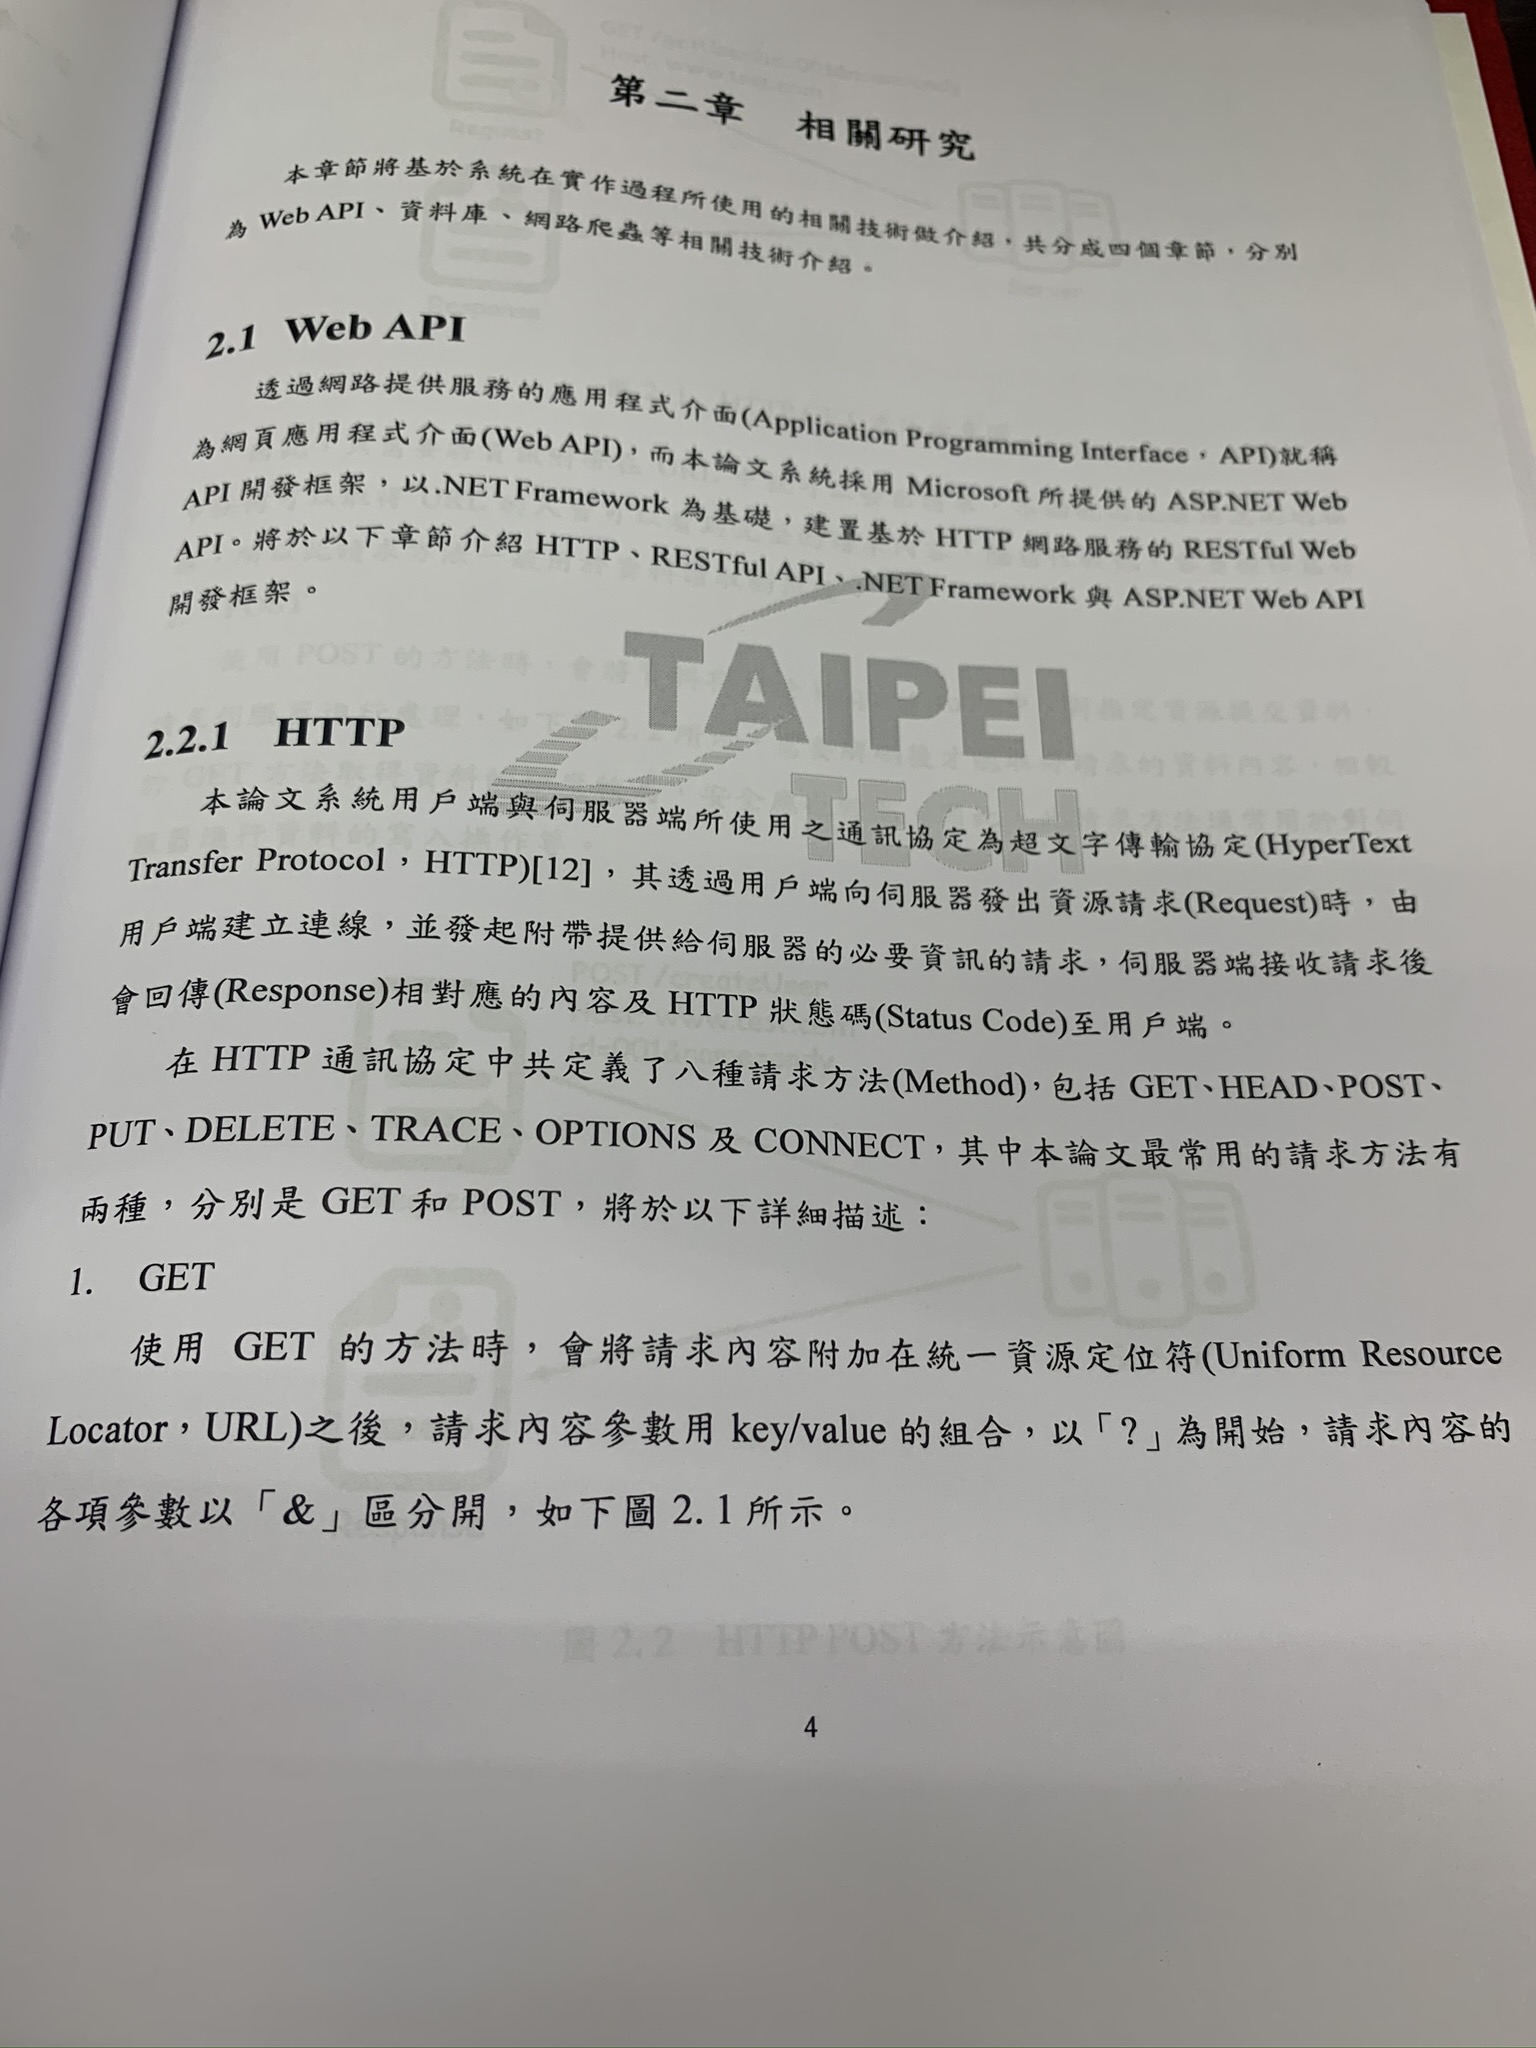 第二章 相關研究
本章節將基於系統在實作過程所使用的相關技術做介紹，共分成四個章節，分別
為 Web API、資料庫、網路爬蟲等相關技術介紹。
2.1 Web API
透過網路提供服務的應用程式介面(Application Programming Interface，API)就稱
為網頁應用程式介面(Web API)，而本論文系統採用 Microsoft 所提供的 ASP.NET Web
API 開發框架，以.NET Framework 為基礎，建置基於 HTTP 網路服務的 RESTful Web
API。將於以下章節介紹 HTTP、RESTful API、.NET Framework 與 ASP.NET Web API
開發框架。
TAIPEI
TECH
2.2.1 HTTP
本論文系統用戶端與伺服器端所使用之通訊協定為超文字傳輸協定(HyperText
Transfer Protocol，HTTP)[12]，其透過用戶端向伺服器發出資源請求(Request)時，由
用戶端建立連線，並發起附帶提供給伺服器的必要資訊的請求，伺服器端接收請求後
會回傳(Response)相對應的內容及 HTTP 狀態碼(Status Code)至用戶端。
在 HTTP 通訊協定中共定義了八種請求方法(Method)，包括 GET、HEAD、POST、
PUT、DELETE、TRACE、OPTIONS 及 CONNECT，其中本論文最常用的請求方法有
兩種，分別是 GET 和 POST，將於以下詳細描述：
1. GET
使用 GET 的方法時，會將請求內容附加在統一資源定位符(Uniform Resource
Locator，URL)之後，請求內容參數用 key/value 的組合，以「?」為開始，請求內容的
各項參數以「&」區分開，如下圖 2.1 所示。
圖 2.2 HTTP POST 方法示意圖
4